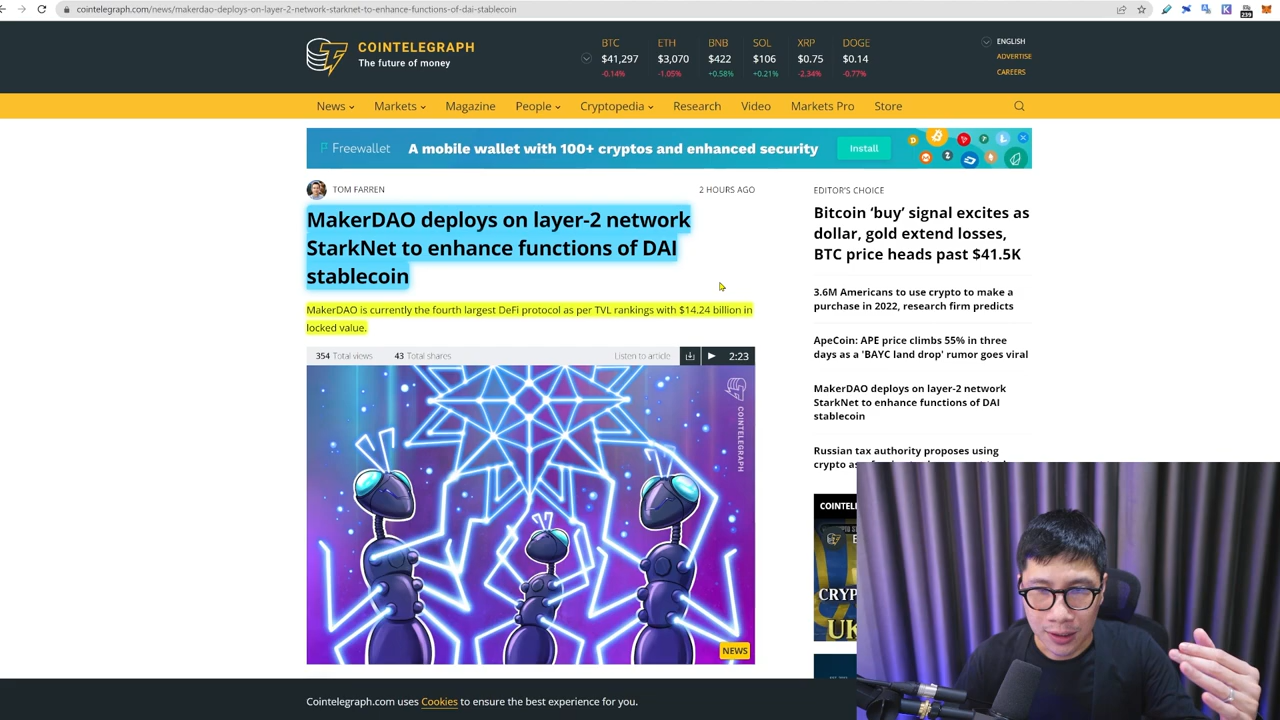 cointelegraph.com/news/makerdao-deploys-on-layer-2-network-starknet-to-enhance-functions-of-dai-stablecoin
COINTELEGRAPH
The future of money
BTC ETH BNB SOL XRP DOGE
$41,297 $3,070 $422 $106 $0.75 $0.14
-0.14% -1.05% +0.58% +0.21% -2.34% -0.77%
ENGLISH
ADVERTISE
CAREERS
News Markets Magazine People Cryptopedia Research Video Markets Pro Store
Freewallet A mobile wallet with 100+ cryptos and enhanced security Install
TOM FARREN 2 HOURS AGO
MakerDAO deploys on layer-2 network
StarkNet to enhance functions of DAI
stablecoin
MakerDAO is currently the fourth largest DeFi protocol as per TVL rankings with $14.24 billion in
locked value.
354 Total views 43 Total shares Listen to article 2:23
COINTELEGRAPH
NEWS
EDITOR'S CHOICE
Bitcoin ‘buy’ signal excites as
dollar, gold extend losses,
BTC price heads past $41.5K
3.6M Americans to use crypto to make a
purchase in 2022, research firm predicts
ApeCoin: APE price climbs 55% in three
days as a 'BAYC land drop' rumor goes viral
MakerDAO deploys on layer-2 network
StarkNet to enhance functions of DAI
stablecoin
Russian tax authority proposes using
crypto as
COINTEL
CRYP
UK
Cointelegraph.com uses Cookies to ensure the best experience for you.